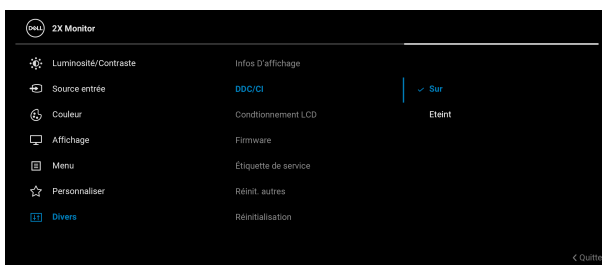 DELL 2X Monitor
Luminosité/Contraste Infos D'affichage
Source entrée DDC/CI Sur
Couleur Condtionnement LCD Eteint
Affichage Firmware
Menu Étiquette de service
Personnaliser Réinit. autres
Divers Réinitialisation
Quitte